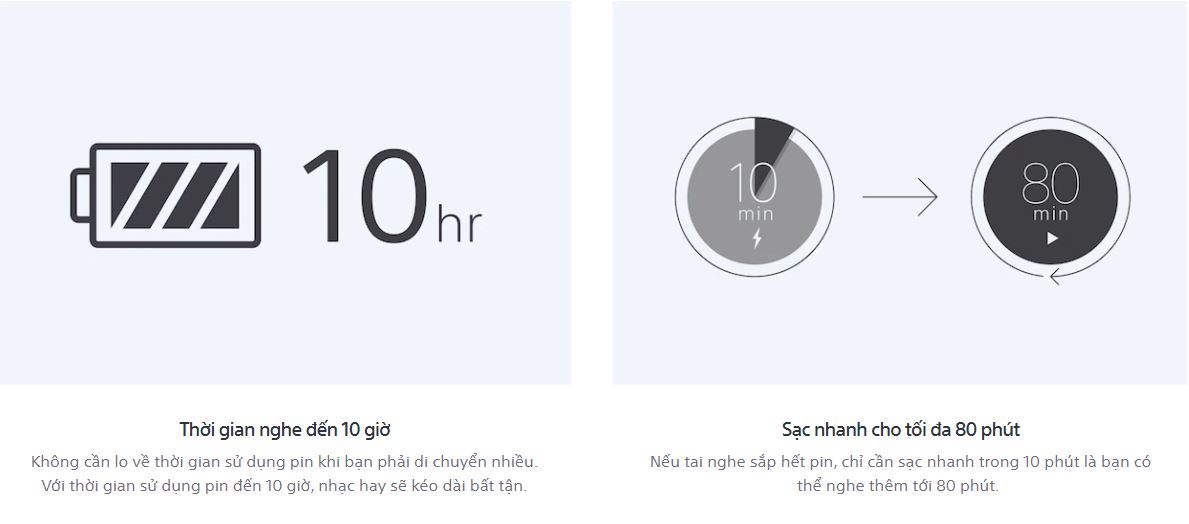 10 hr
10
min
80
min
Thời gian nghe đến 10 giờ
Không cần lo về thời gian sử dụng pin khi bạn phải di chuyển nhiều.
Với thời gian sử dụng pin đến 10 giờ, nhạc hay sẽ kéo dài bất tận.
Sạc nhanh cho tối đa 80 phút
Nếu tai nghe sắp hết pin, chỉ cần sạc nhanh trong 10 phút là bạn có
thể nghe thêm tới 80 phút.